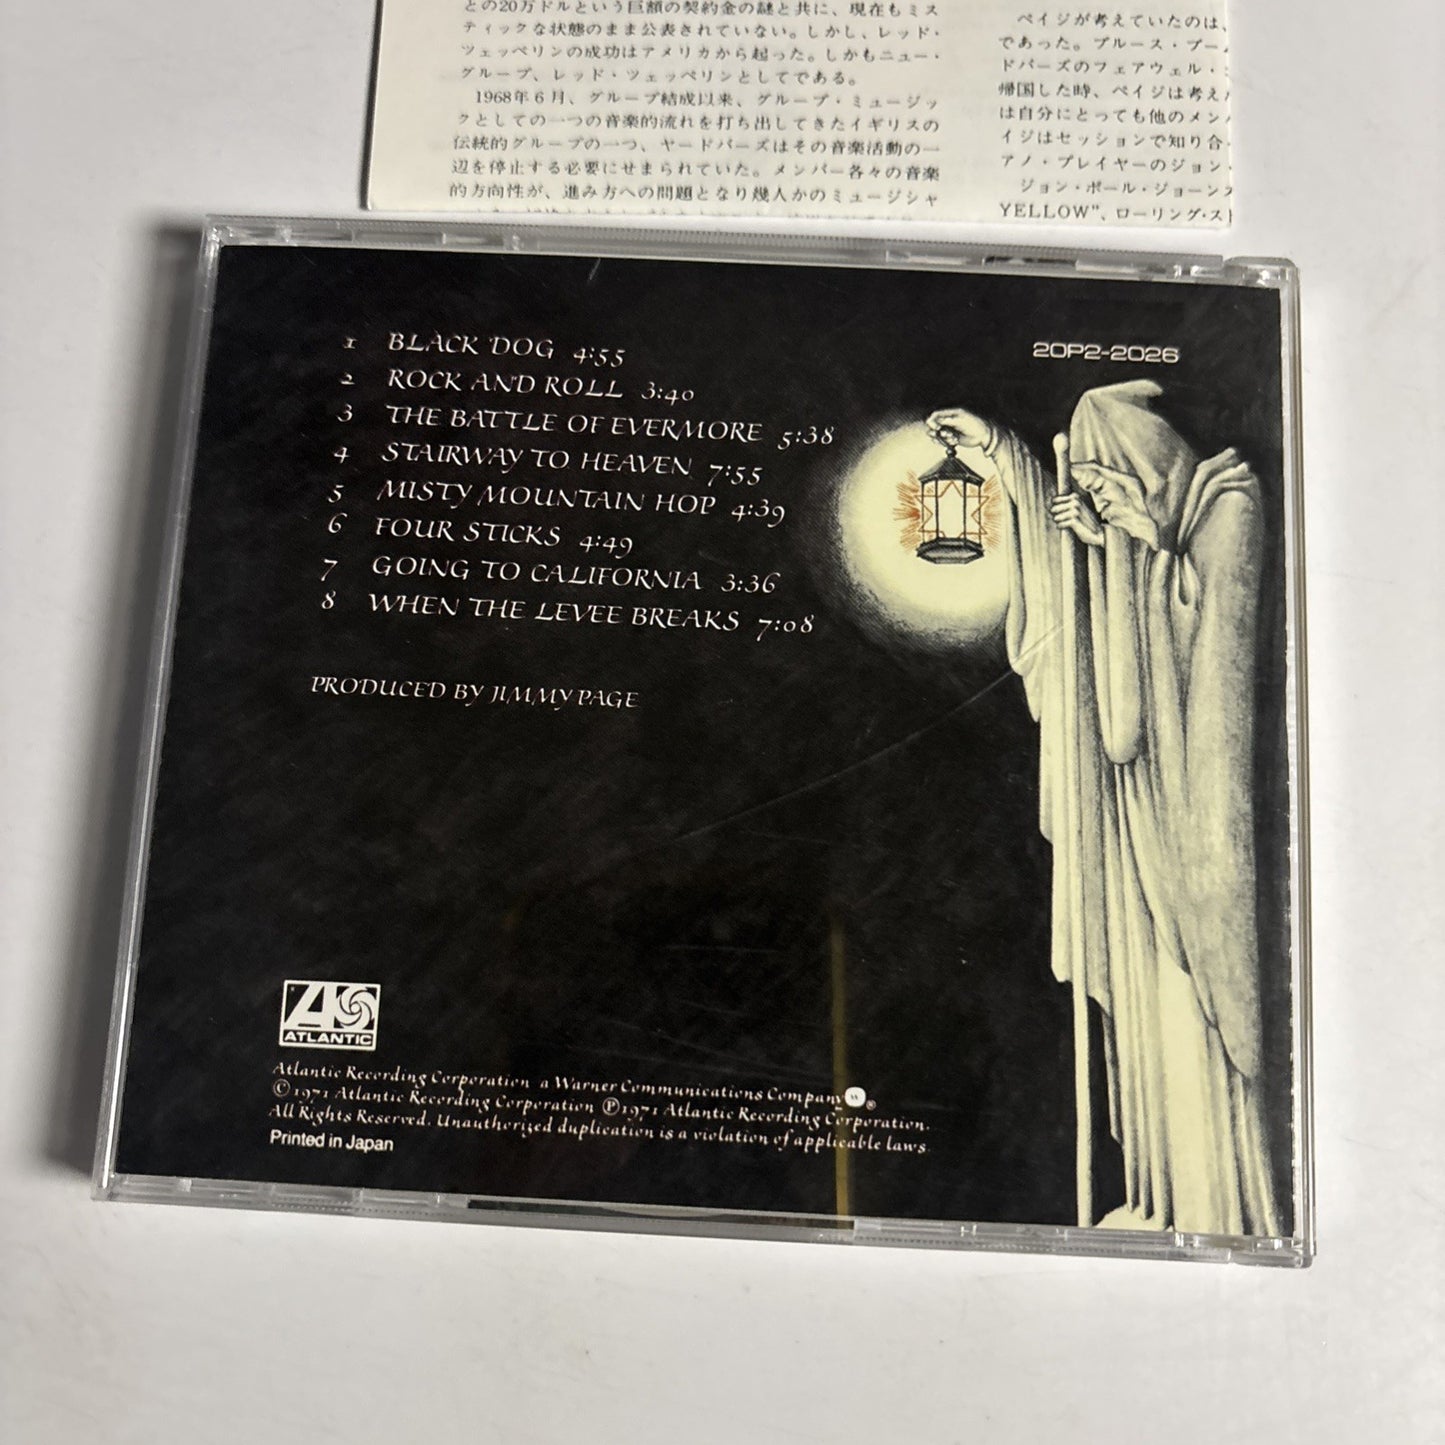 との20万ドルという巨額の契約金の謎と共に、現在もミス
ティックな状態のまま公表されていない。しかし、レッド・
ツェッペリンの成功はアメリカから起った。しかもニュー・
グループ、レッド・ツェッペリンとしてである。
1968年6月、グループ結成以来、グループ・ミュージッ
クとしての一つの音楽的流れを打ち出してきたイギリスの
伝統的グループの一つ、ヤードバーズはその音楽活動の一
辺を停止する必要にせまられていた。メンバー各々の音楽
的方向性が、進み方への問題となり幾人かのミュージシャ
ペイジが考えていたのは、
であった。ブルース・ブー
ドバーズのフェアウェル・
帰国した時、ペイジは考え
は自分にとっても他のメン
イジはセッションで知り合
アノ・プレイヤーのジョン・
ジョン・ポール・ジョーンズ
YELLOW"、ローリング・スト
20P2-2026
1 BLACK DOG 4:55
2 ROCK AND ROLL 3:40
3 THE BATTLE OF EVERMORE 5:38
4 STAIRWAY TO HEAVEN 7:55
5 MISTY MOUNTAIN HOP 4:39
6 FOUR STICKS 4:49
7 GOING TO CALIFORNIA 3:36
8 WHEN THE LEVEE BREAKS 7:08
PRODUCED BY JIMMY PAGE
ATLANTIC
Atlantic Recording Corporation a Warner Communications Company ®
© 1971 Atlantic Recording Corporation ℗ 1971 Atlantic Recording Corporation.
All Rights Reserved. Unauthorized duplication is a violation of applicable laws.
Printed in Japan